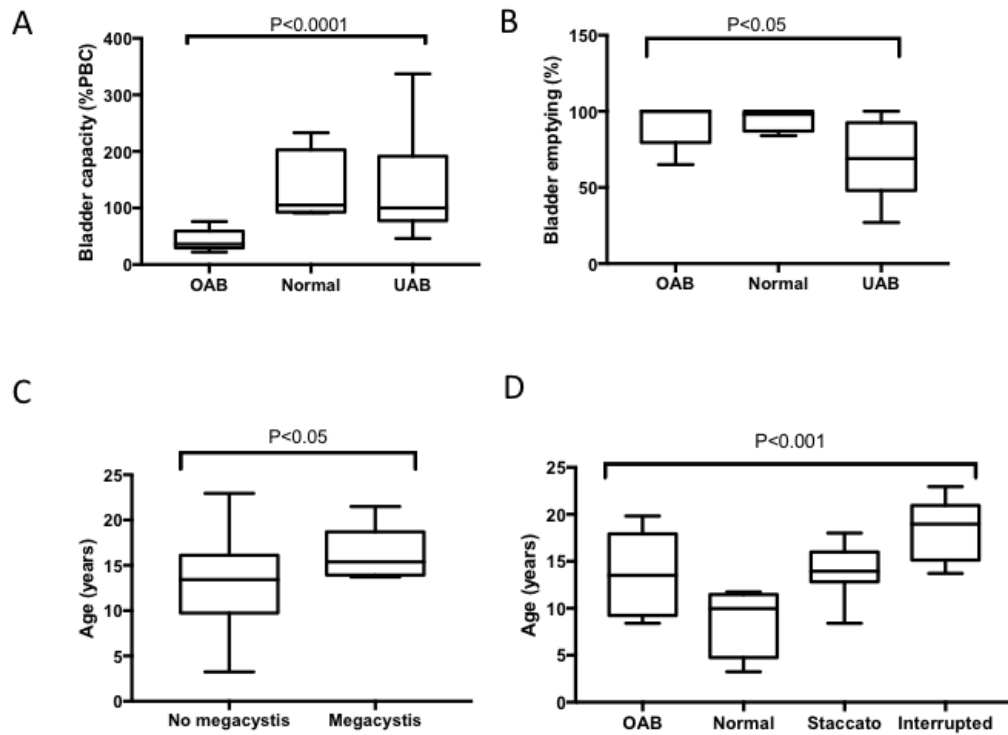 A
P<0.0001
Bladder capacity (%PBC)
400
300
200
100
0
OAB Normal UAB
B
P<0.05
Bladder emptying (%)
150
100
50
0
OAB Normal UAB
C
P<0.05
Age (years)
25
20
15
10
5
0
No megacystis Megacystis
D
P<0.001
Age (years)
25
20
15
10
5
0
OAB Normal Staccato Interrupted